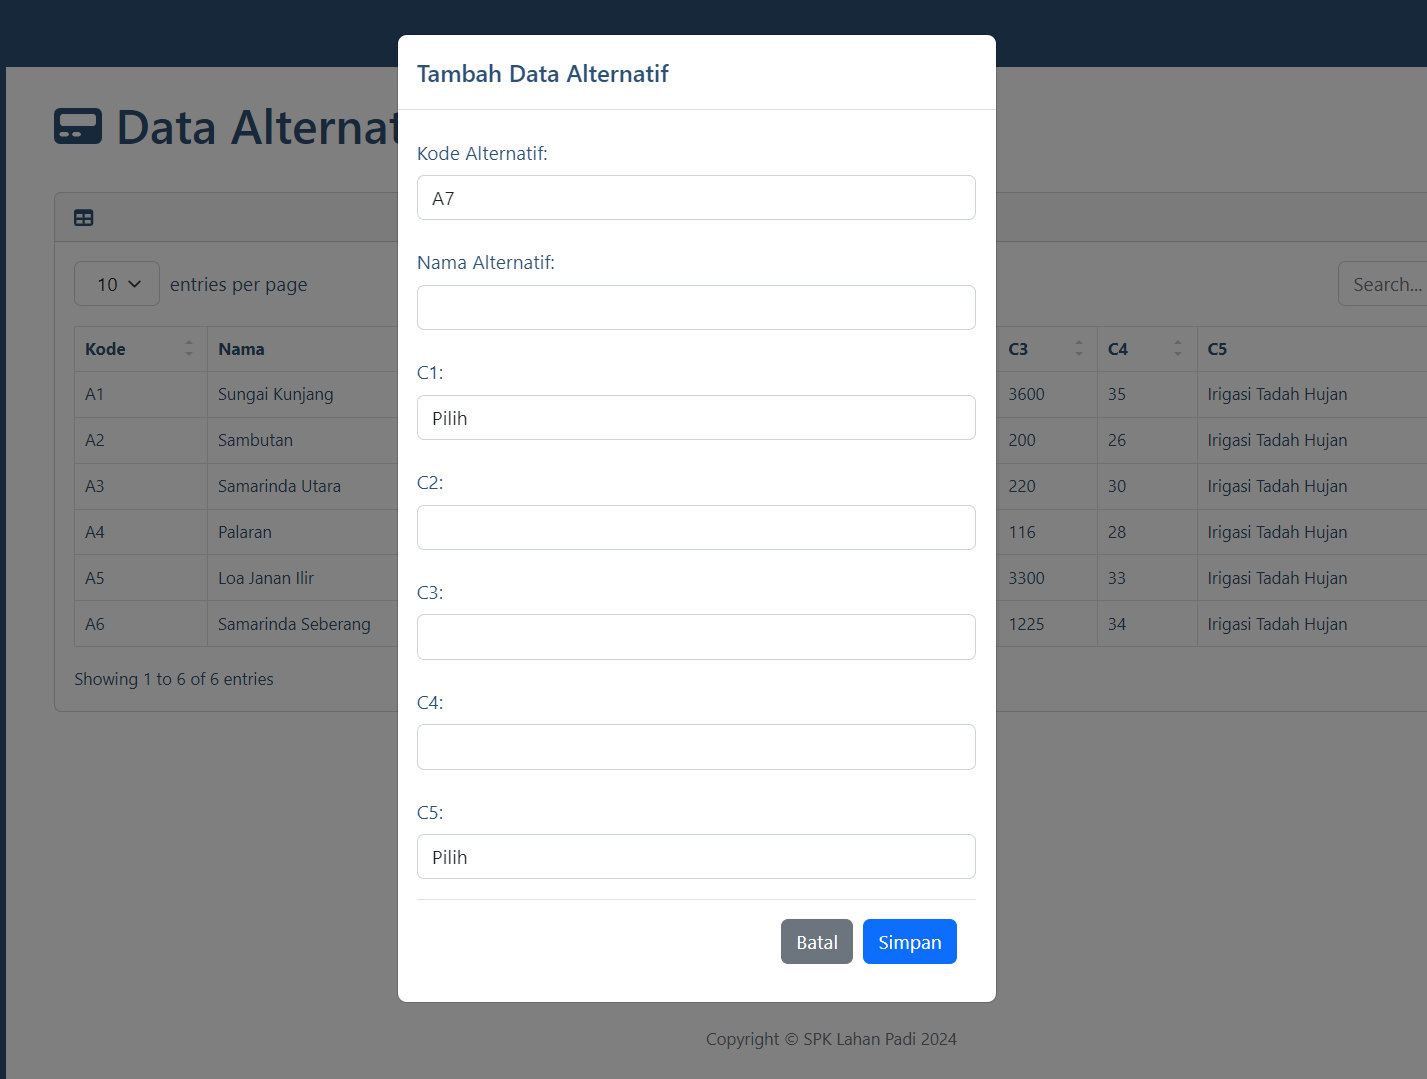 Tambah Data Alternatif
Data Alternat
Kode Alternatif:
A7
Nama Alternatif:
10 entries per page
Search...
C1:
Pilih
C2:
C3:
C4:
C5:
Pilih
Batal Simpan
Kode Nama C3 C4 C5
A1 Sungai Kunjang 3600 35 Irigasi Tadah Hujan
A2 Sambutan 200 26 Irigasi Tadah Hujan
A3 Samarinda Utara 220 30 Irigasi Tadah Hujan
A4 Palaran 116 28 Irigasi Tadah Hujan
A5 Loa Janan Ilir 3300 33 Irigasi Tadah Hujan
A6 Samarinda Seberang 1225 34 Irigasi Tadah Hujan
Showing 1 to 6 of 6 entries
Copyright © SPK Lahan Padi 2024